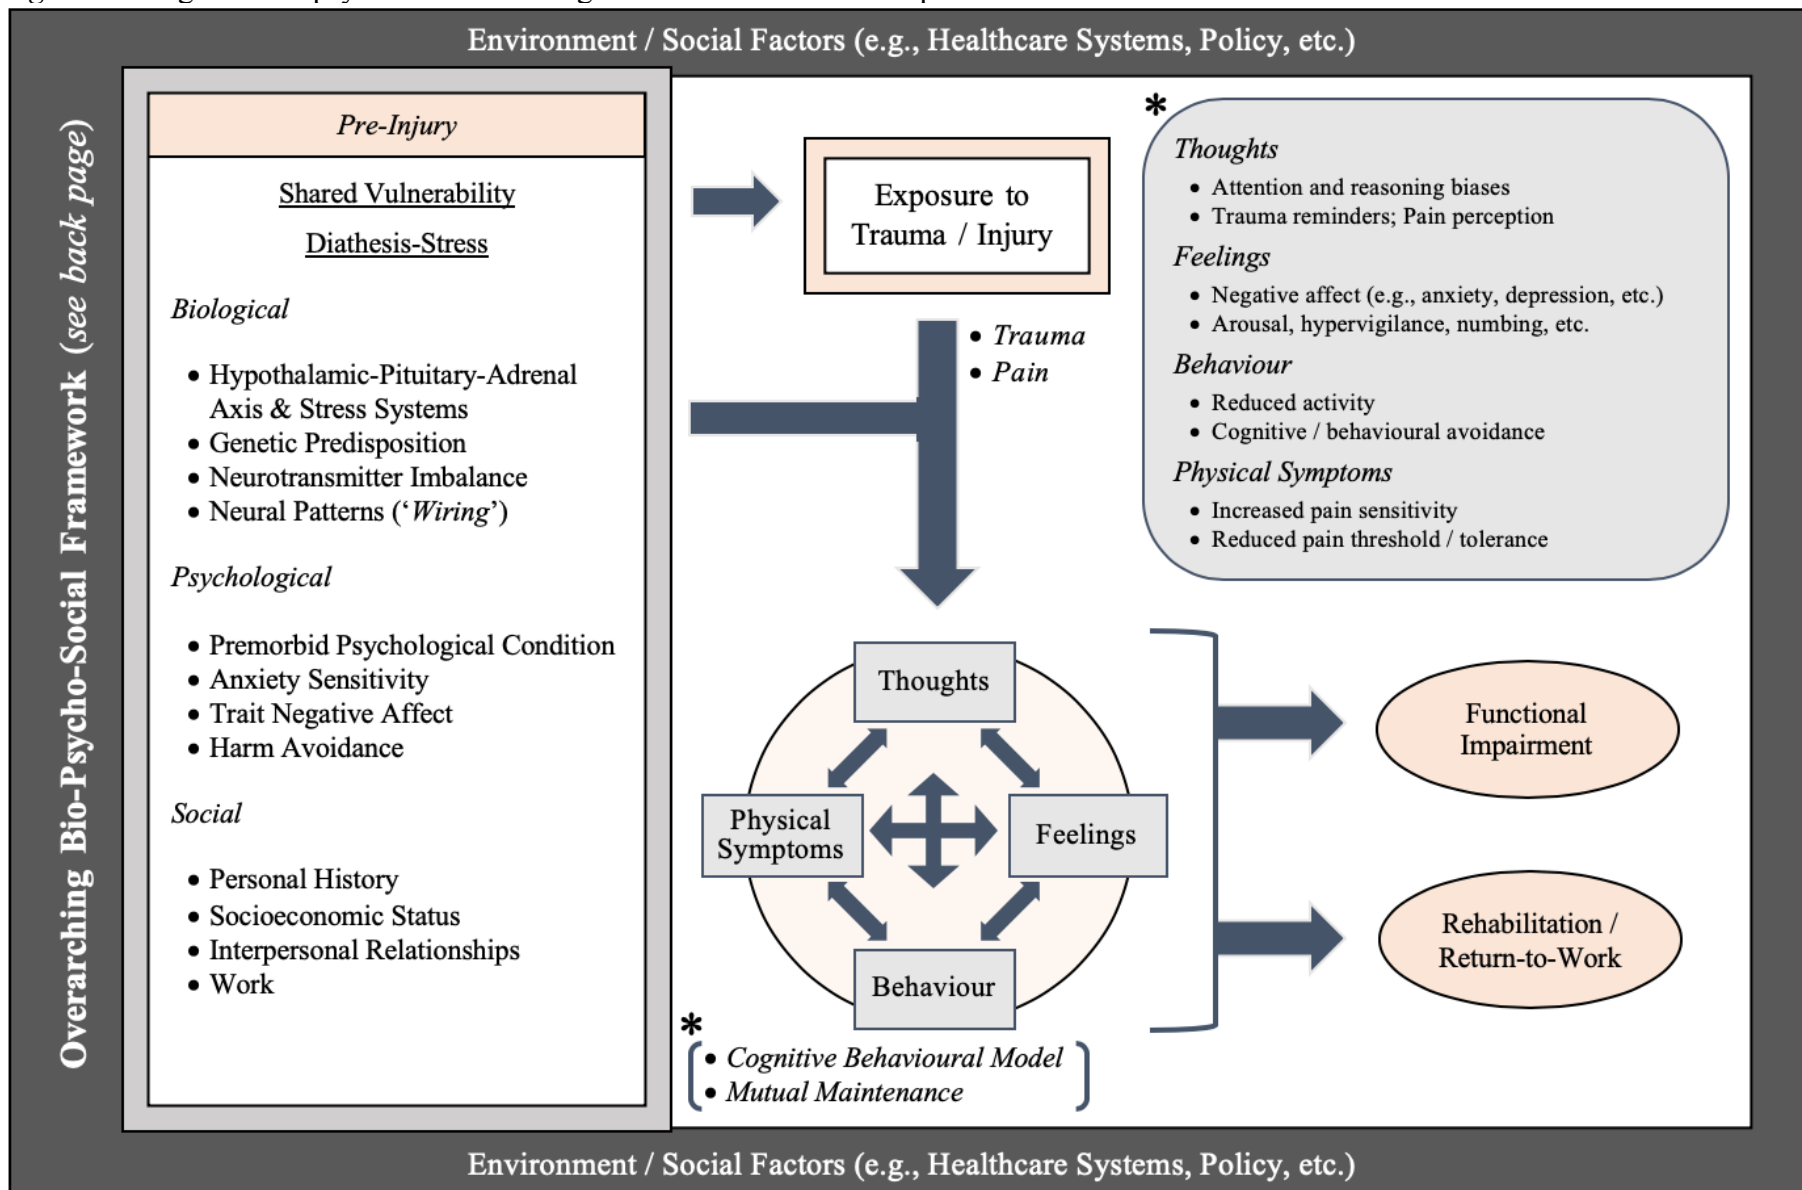 Environment / Social Factors (e.g., Healthcare Systems, Policy, etc.)
Overarching Bio-Psycho-Social Framework (see back page)
Pre-Injury
Shared Vulnerability
Diathesis-Stress
Biological
• Hypothalamic-Pituitary-Adrenal
Axis & Stress Systems
• Genetic Predisposition
• Neurotransmitter Imbalance
• Neural Patterns (‘Wiring’)
Psychological
• Premorbid Psychological Condition
• Anxiety Sensitivity
• Trait Negative Affect
• Harm Avoidance
Social
• Personal History
• Socioeconomic Status
• Interpersonal Relationships
• Work
Exposure to
Trauma / Injury
• Trauma
• Pain
*
Thoughts
• Attention and reasoning biases
• Trauma reminders; Pain perception
Feelings
• Negative affect (e.g., anxiety, depression, etc.)
• Arousal, hypervigilance, numbing, etc.
Behaviour
• Reduced activity
• Cognitive / behavioural avoidance
Physical Symptoms
• Increased pain sensitivity
• Reduced pain threshold / tolerance
Thoughts
Physical
Symptoms
Feelings
Behaviour
*
• Cognitive Behavioural Model
• Mutual Maintenance
Functional
Impairment
Rehabilitation /
Return-to-Work
Environment / Social Factors (e.g., Healthcare Systems, Policy, etc.)